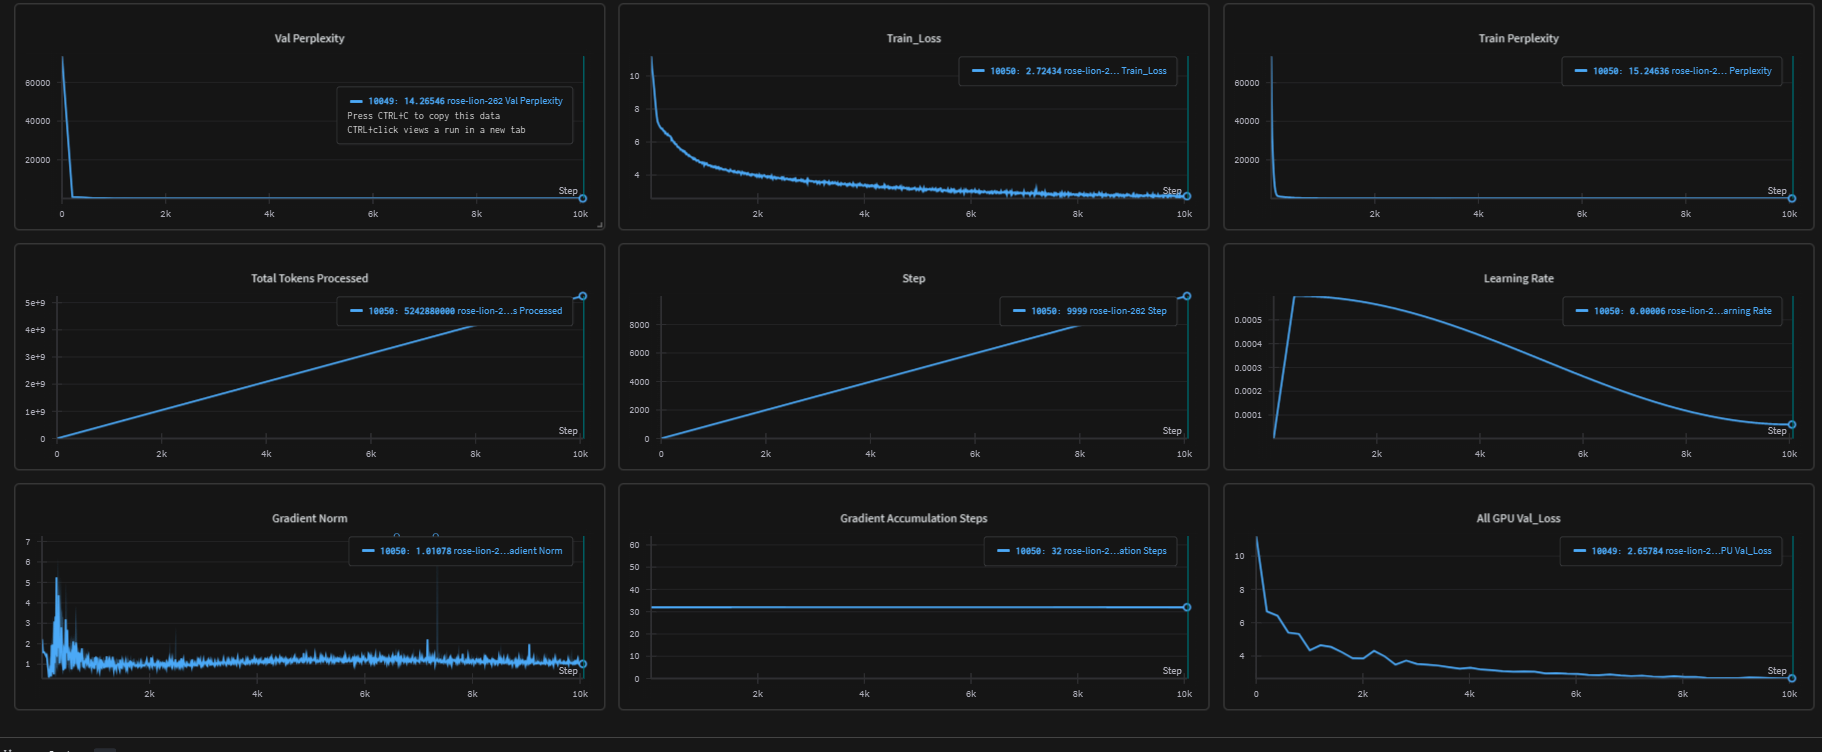 Val Perplexity
60000
40000
20000
10049: 14.26546 rose-lion-262 Val Perplexity
Press CTRL+C to copy this data
CTRL+click views a run in a new tab
Step
0 2k 4k 6k 8k 10k
Train_Loss
10
8
6
4
10050: 2.72434 rose-lion-2... Train_Loss
Step
2k 4k 6k 8k 10k
Train Perplexity
60000
40000
20000
10050: 15.24636 rose-lion-2... Perplexity
Step
2k 4k 6k 8k 10k
Total Tokens Processed
5e+9
4e+9
3e+9
2e+9
1e+9
0
10050: 5242880000 rose-lion-2...s Processed
Step
0 2k 4k 6k 8k 10k
Step
8000
6000
4000
2000
0
10050: 9999 rose-lion-262 Step
Step
0 2k 4k 6k 8k 10k
Learning Rate
0.0005
0.0004
0.0003
0.0002
0.0001
10050: 0.00006 rose-lion-2...arning Rate
Step
2k 4k 6k 8k 10k
Gradient Norm
7
6
5
4
3
2
1
10050: 1.01078 rose-lion-2...adient Norm
Step
2k 4k 6k 8k 10k
Gradient Accumulation Steps
60
50
40
30
20
10
0
10050: 32 rose-lion-2...ation Steps
Step
2k 4k 6k 8k 10k
All GPU Val_Loss
10
8
6
4
10049: 2.65784 rose-lion-2...PU Val_Loss
Step
0 2k 4k 6k 8k 10k